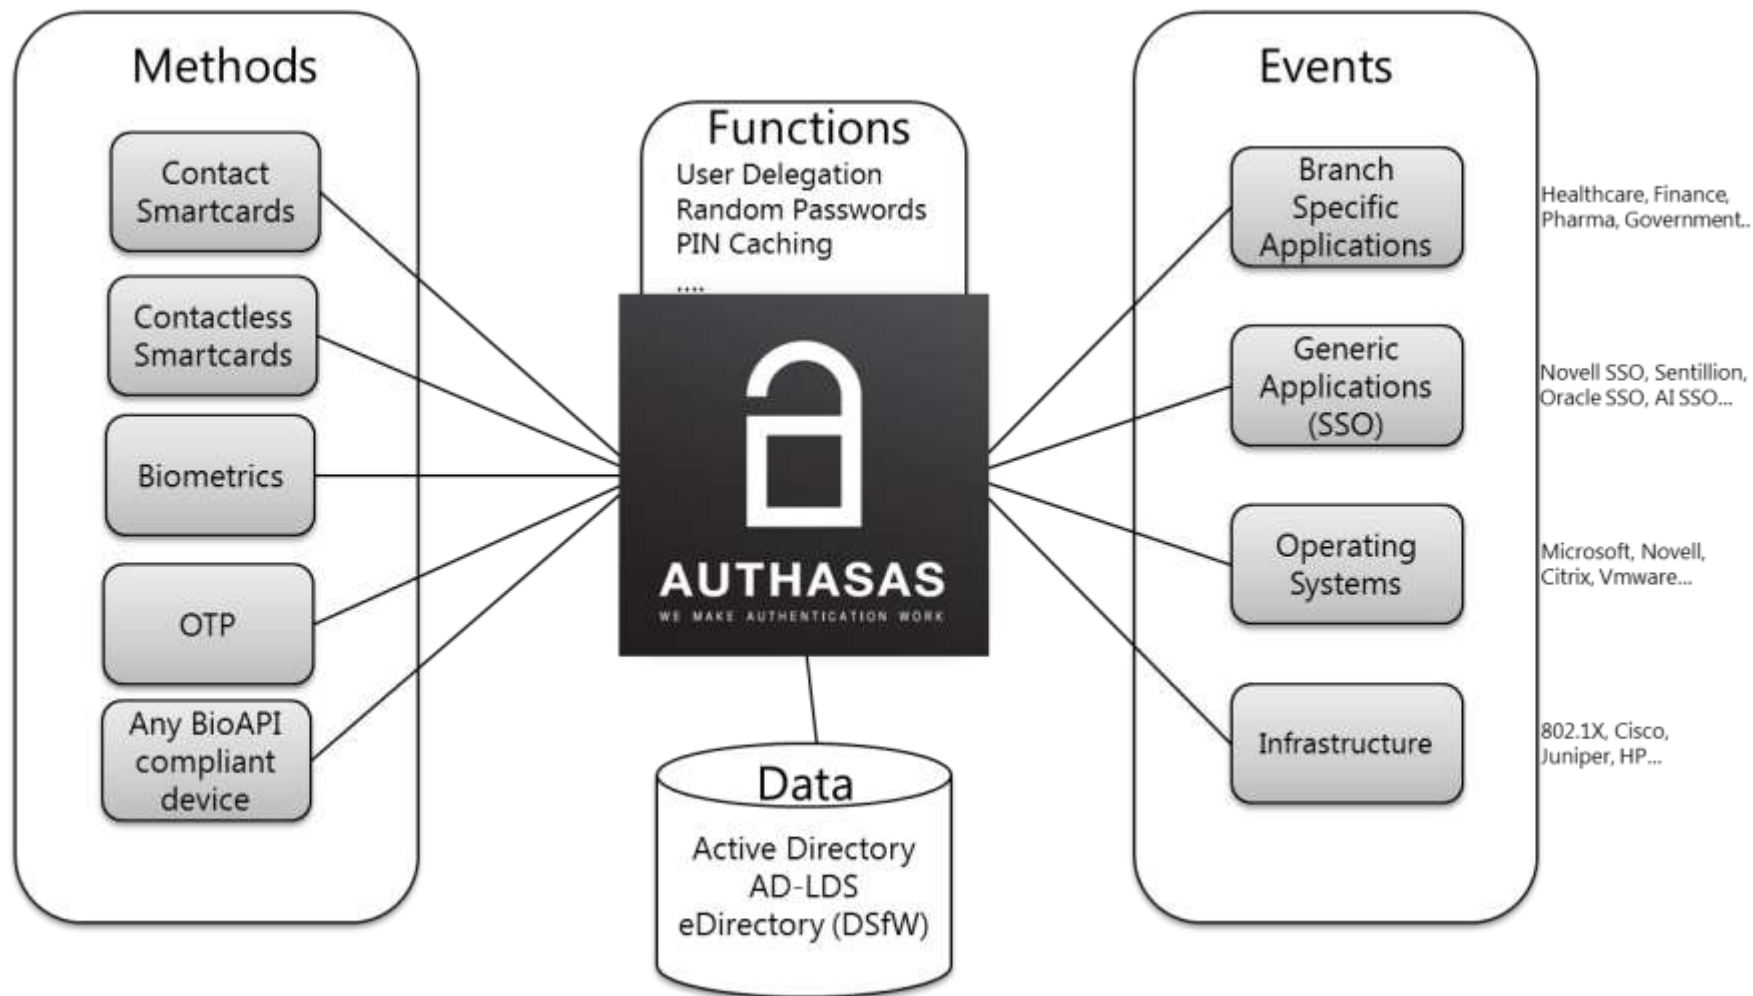 Methods
Contact
Smartcards
Contactless
Smartcards
Biometrics
OTP
Any BioAPI
compliant
device
Functions
User Delegation
Random Passwords
PIN Caching
....
AUTHASAS
WE MAKE AUTHENTICATION WORK
Data
Active Directory
AD-LDS
eDirectory (DSfW)
Events
Branch
Specific
Applications
Healthcare, Finance,
Pharma, Government..
Generic
Applications
(SSO)
Novell SSO, Sentillion,
Oracle SSO, AI SSO...
Operating
Systems
Microsoft, Novell,
Citrix, Vmware...
Infrastructure
802.1X, Cisco,
Juniper, HP...